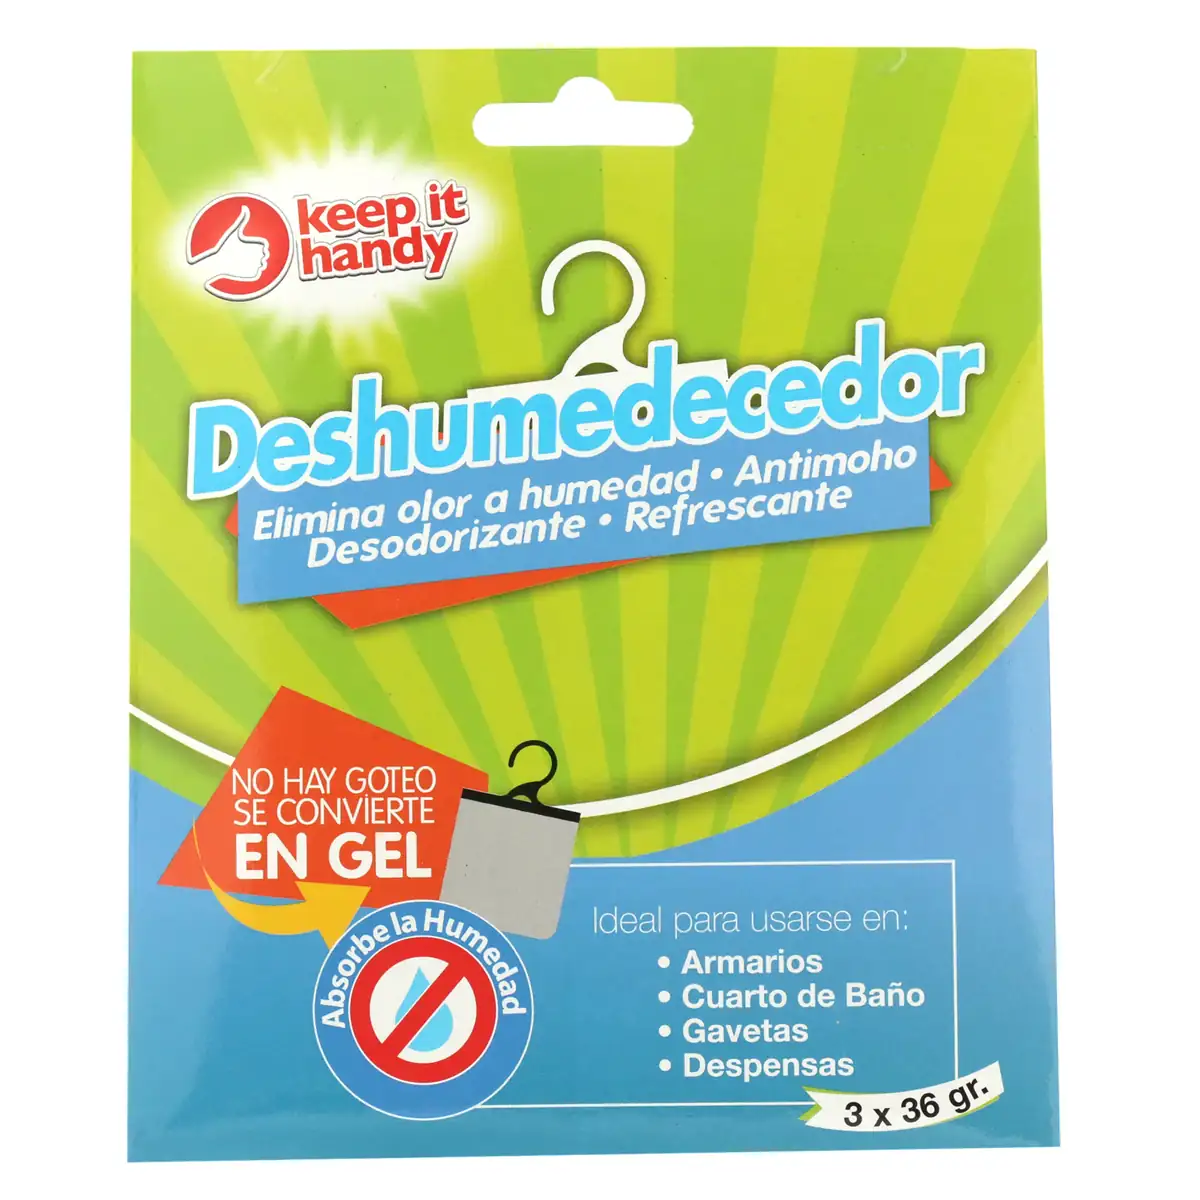 keep it
handy
Deshumedecedor
Elimina olor a humedad • Antimoho
Desodorizante • Refrescante
NO HAY GOTEO
SE CONVIERTE
EN GEL
Absorbe la Humedad
Ideal para usarse en:
• Armarios
• Cuarto de Baño
• Gavetas
• Despensas
3 x 36 gr.